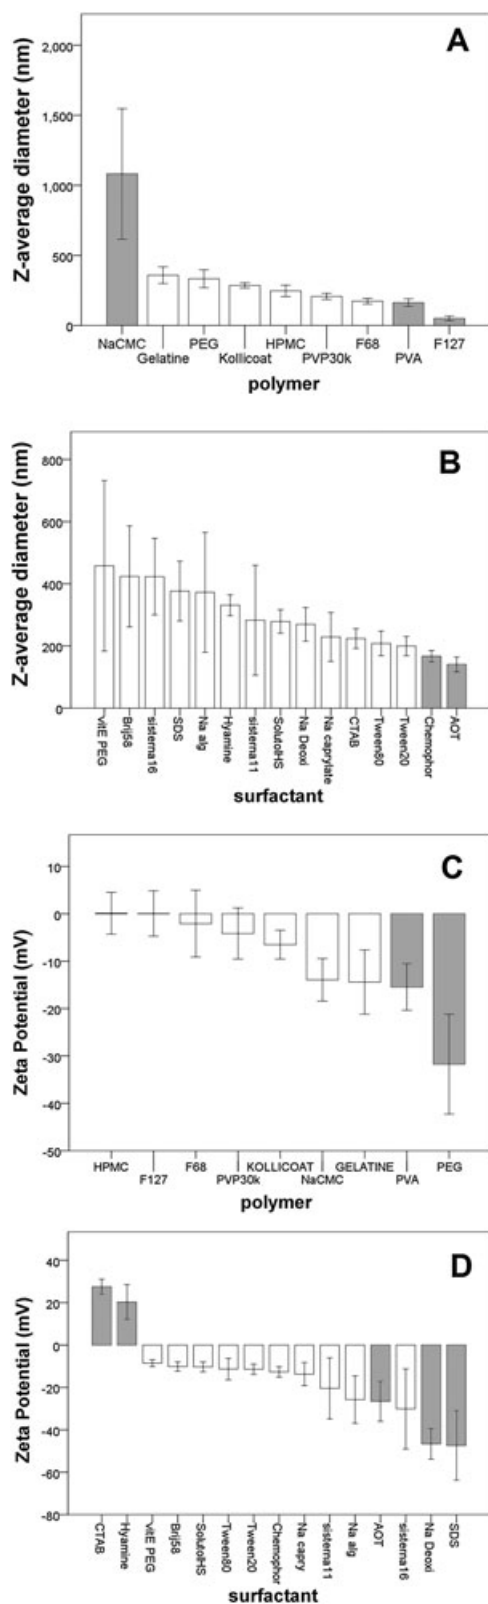 A
Z-average diameter (nm)
2,000
1,500
1,000
500
0
NaCMC PEG HPMC F68 F127
Gelatine Kollicoat PVP30k PVA
polymer
B
Z-average diameter (nm)
800
600
400
200
0
vitE PEG
Brij58
sisterna16
SDS
Na alg
Hyamine
sisterna11
SolutolHS
Na Deoxi
Na caprylate
CTAB
Tween80
Tween20
Chemophor
AOT
surfactant
C
Zeta Potential (mV)
10
0
-10
-20
-30
-40
-50
HPMC F68 KOLLICOAT GELATINE PEG
F127 PVP30k NaCMC PVA
polymer
D
Zeta Potential (mV)
40
20
0
-20
-40
-60
-80
CTAB
Hyamine
vitE PEG
Brij58
SolutolHS
Tween80
Tween20
Chemophor
Na capry
sisterna11
Na alg
AOT
sisterna16
Na Deoxi
SDS
surfactant